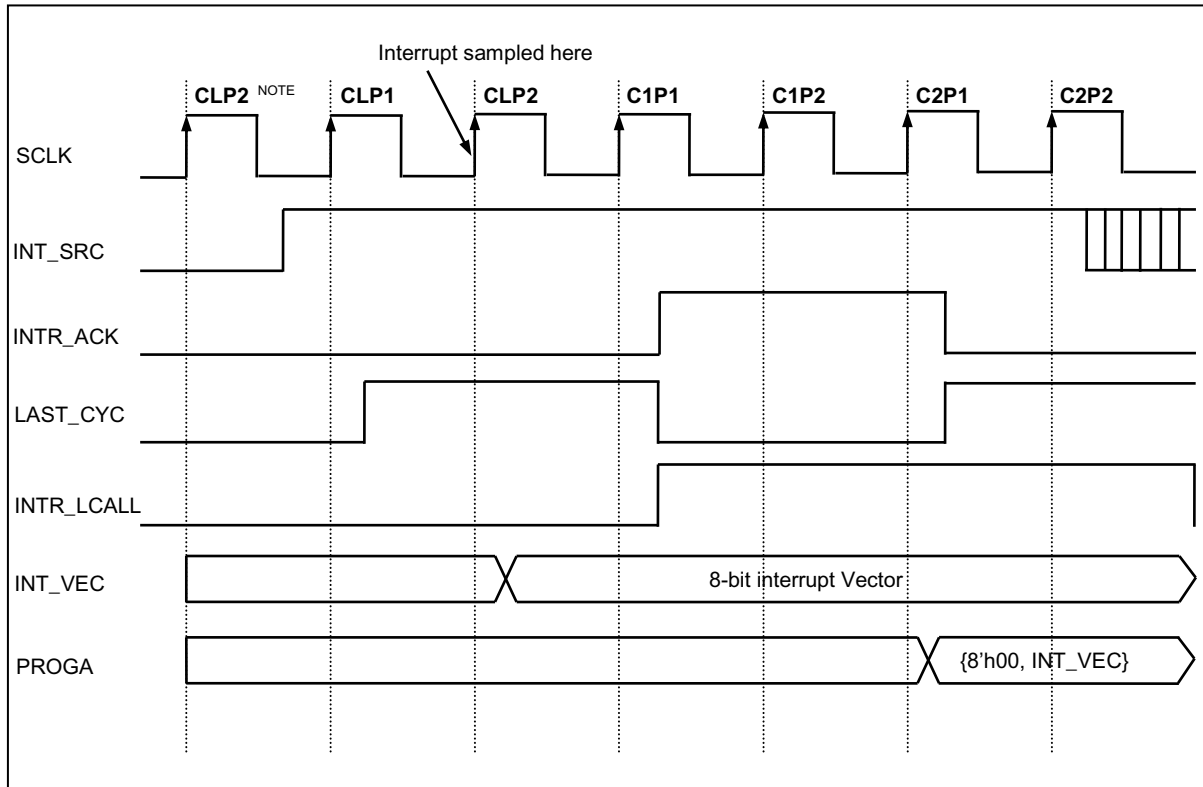 Interrupt sampled here
CLP2 NOTE CLP1 CLP2 C1P1 C1P2 C2P1 C2P2
SCLK
INT_SRC
INTR_ACK
LAST_CYC
INTR_LCALL
INT_VEC 8-bit interrupt Vector
PROGA {8’h00, INT_VEC}